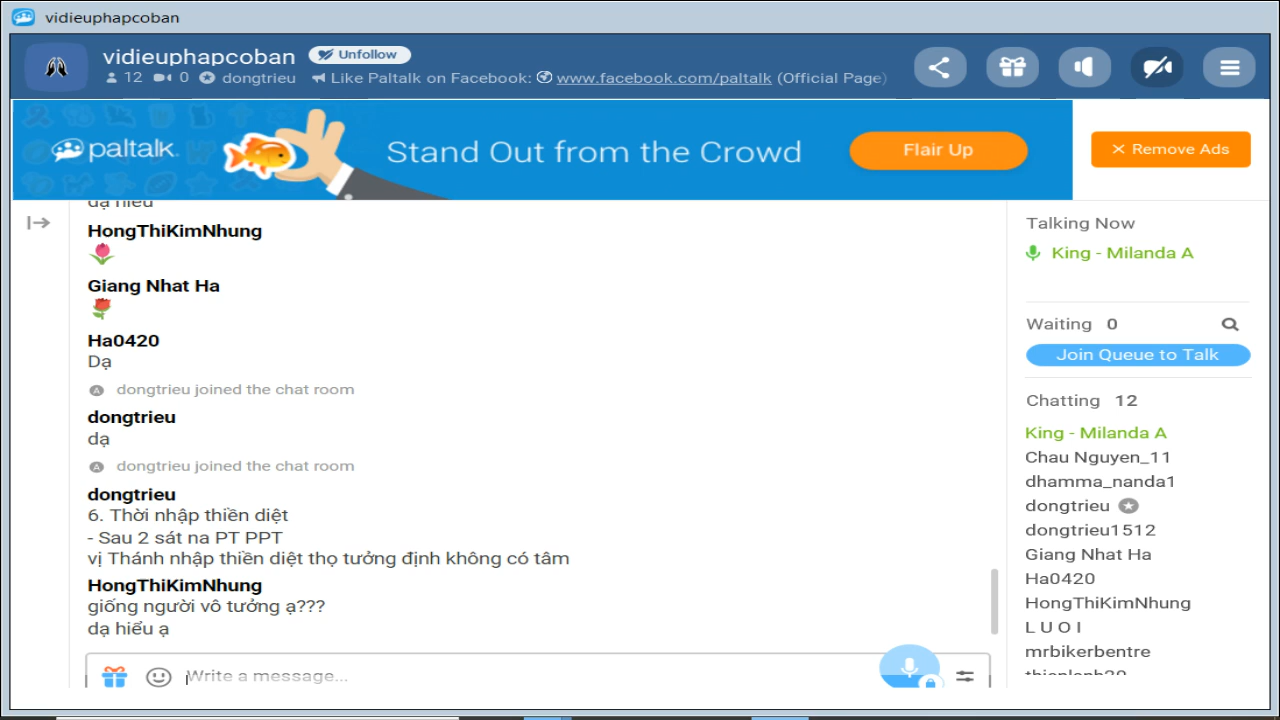 vidieuphapcoban
vidieuphapcoban Unfollow
12 0 dongtrieu Like Paltalk on Facebook: www.facebook.com/paltalk (Official Page)
paltalk Stand Out from the Crowd Flair Up
Remove Ads
dạ hiểu
HongThiKimNhung
Giang Nhat Ha
Ha0420
Dạ
A dongtrieu joined the chat room
dongtrieu
dạ
A dongtrieu joined the chat room
dongtrieu
6. Thời nhập thiền diệt
- Sau 2 sát na PT PPT
vị Thánh nhập thiền diệt thọ tưởng định không có tâm
HongThiKimNhung
giống người vô tưởng ạ???
dạ hiểu ạ
Write a message...
Talking Now
King - Milanda A
Waiting 0
Join Queue to Talk
Chatting 12
King - Milanda A
Chau Nguyen_11
dhamma_nanda1
dongtrieu
dongtrieu1512
Giang Nhat Ha
Ha0420
HongThiKimNhung
L U O I
mrbikerbentre